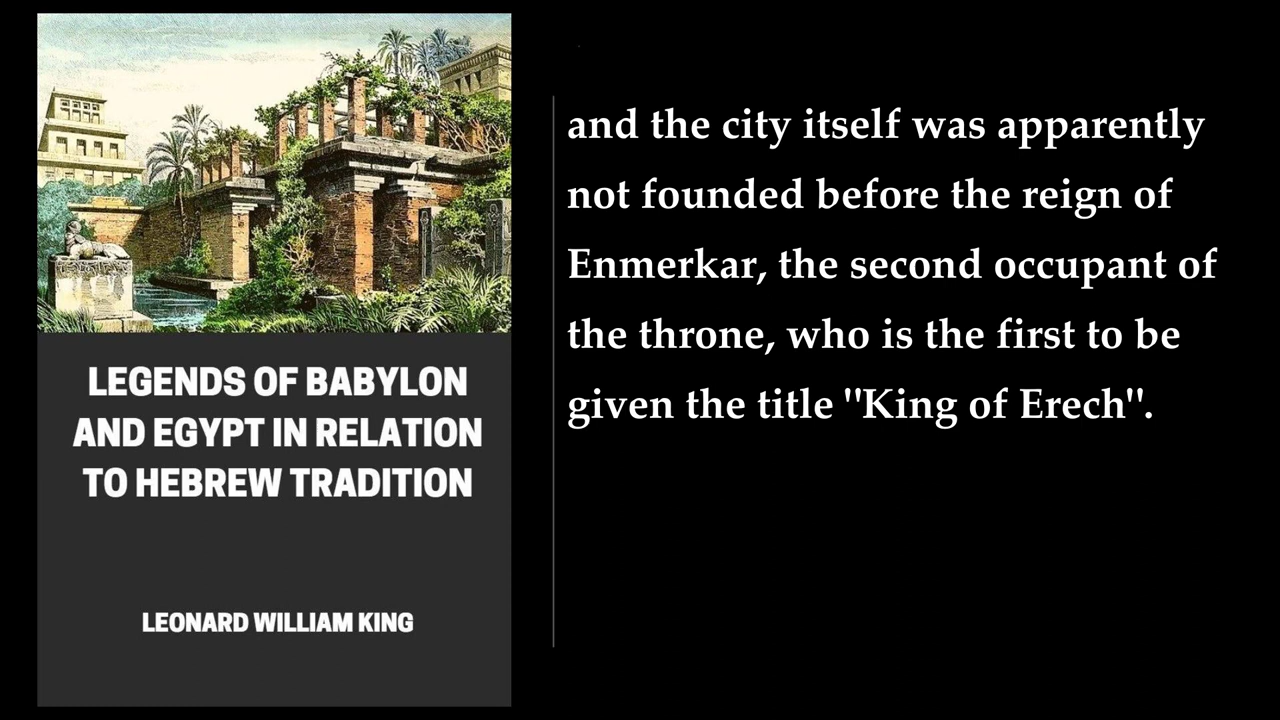 LEGENDS OF BABYLON
AND EGYPT IN RELATION
TO HEBREW TRADITION
LEONARD WILLIAM KING
and the city itself was apparently
not founded before the reign of
Enmerkar, the second occupant of
the throne, who is the first to be
given the title "King of Erech".